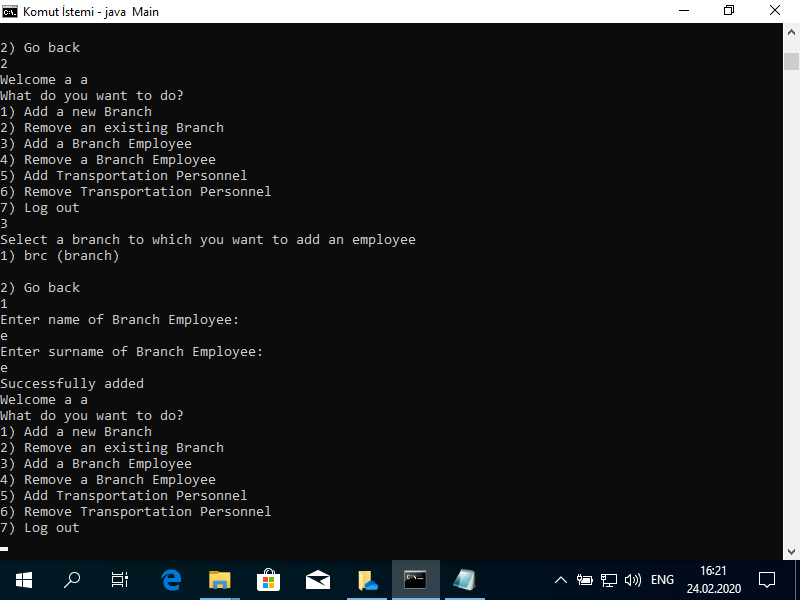 Komut İstemi - java Main
2) Go back
2
Welcome a a
What do you want to do?
1) Add a new Branch
2) Remove an existing Branch
3) Add a Branch Employee
4) Remove a Branch Employee
5) Add Transportation Personnel
6) Remove Transportation Personnel
7) Log out
3
Select a branch to which you want to add an employee
1) brc (branch)
2) Go back
1
Enter name of Branch Employee:
e
Enter surname of Branch Employee:
e
Successfully added
Welcome a a
What do you want to do?
1) Add a new Branch
2) Remove an existing Branch
3) Add a Branch Employee
4) Remove a Branch Employee
5) Add Transportation Personnel
6) Remove Transportation Personnel
7) Log out
ENG
16:21
24.02.2020